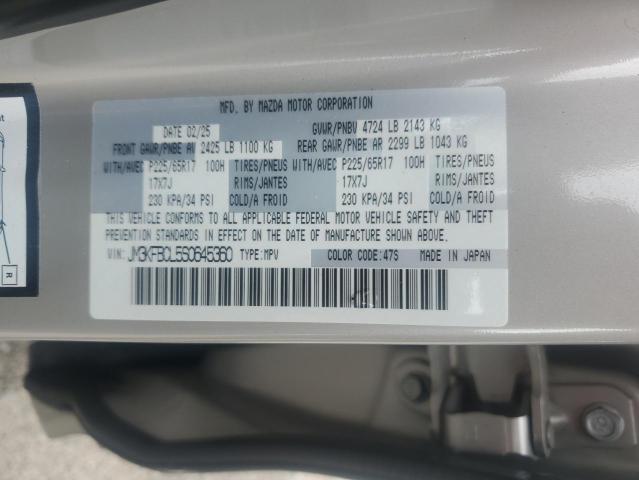 MFD. BY MAZDA MOTOR CORPORATION
DATE 02/25 GVWR/PNBV 4724 LB 2143 KG
FRONT GAWR/PNBE AV 2425 LB 1100 KG REAR GAWR/PNBE AR 2299 LB 1043 KG
WITH/AVEC P225/65R17 100H TIRES/PNEUS WITH/AVEC P225/65R17 100H TIRES/PNEUS
17X7J RIMS/JANTES 17X7J RIMS/JANTES
230 KPA/34 PSI COLD/A FROID 230 KPA/34 PSI COLD/A FROID
THIS VEHICLE CONFORMS TO ALL APPLICABLE FEDERAL MOTOR VEHICLE SAFETY AND THEFT
PREVENTION STANDARDS IN EFFECT ON THE DATE OF MANUFACTURE SHOWN ABOVE.
VIN: JM3KFBCL5S0645360 TYPE: MPV COLOR CODE: 47S MADE IN JAPAN
R